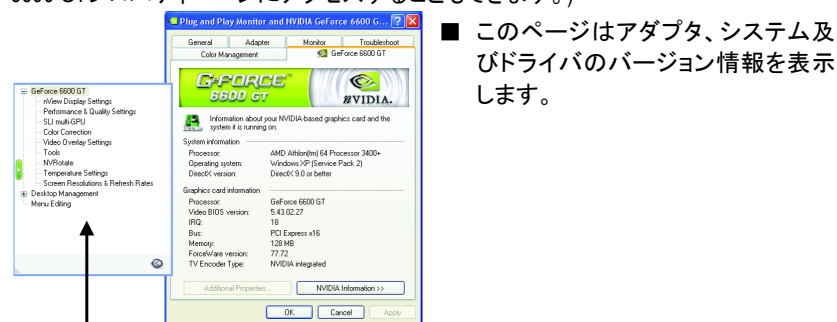 Plug and Play Monitor and NVIDIA GeForce 6600 G...
General Adapter Monitor Troubleshoot
Color Management GeForce 6600 GT
GEFORCE
6600 GT
NVIDIA.
Information about your NVIDIA-based graphics card and the
system it is running on.
System information
Processor: AMD Athlon(tm) 64 Processor 3400+
Operating system: Windows XP (Service Pack 2)
DirectX version: DirectX 9.0 or better
Graphics card information
Processor: GeForce 6600 GT
Video BIOS version: 5.43.02.27
IRQ: 18
Bus: PCI Express x16
Memory: 128 MB
ForceWare version: 77.72
TV Encoder Type: NVIDIA integrated
Additional Properties... NVIDIA Information >>
OK Cancel Apply
GeForce 6600 GT
nView Display Settings
Performance & Quality Settings
SLI multi-GPU
Color Correction
Video Overlay Settings
Tools
NVRotate
Temperature Settings
Screen Resolutions & Refresh Rates
Desktop Management
Menu Editing
■ このページはアダプタ、システム及
びドライバのバージョン情報を表示
します。